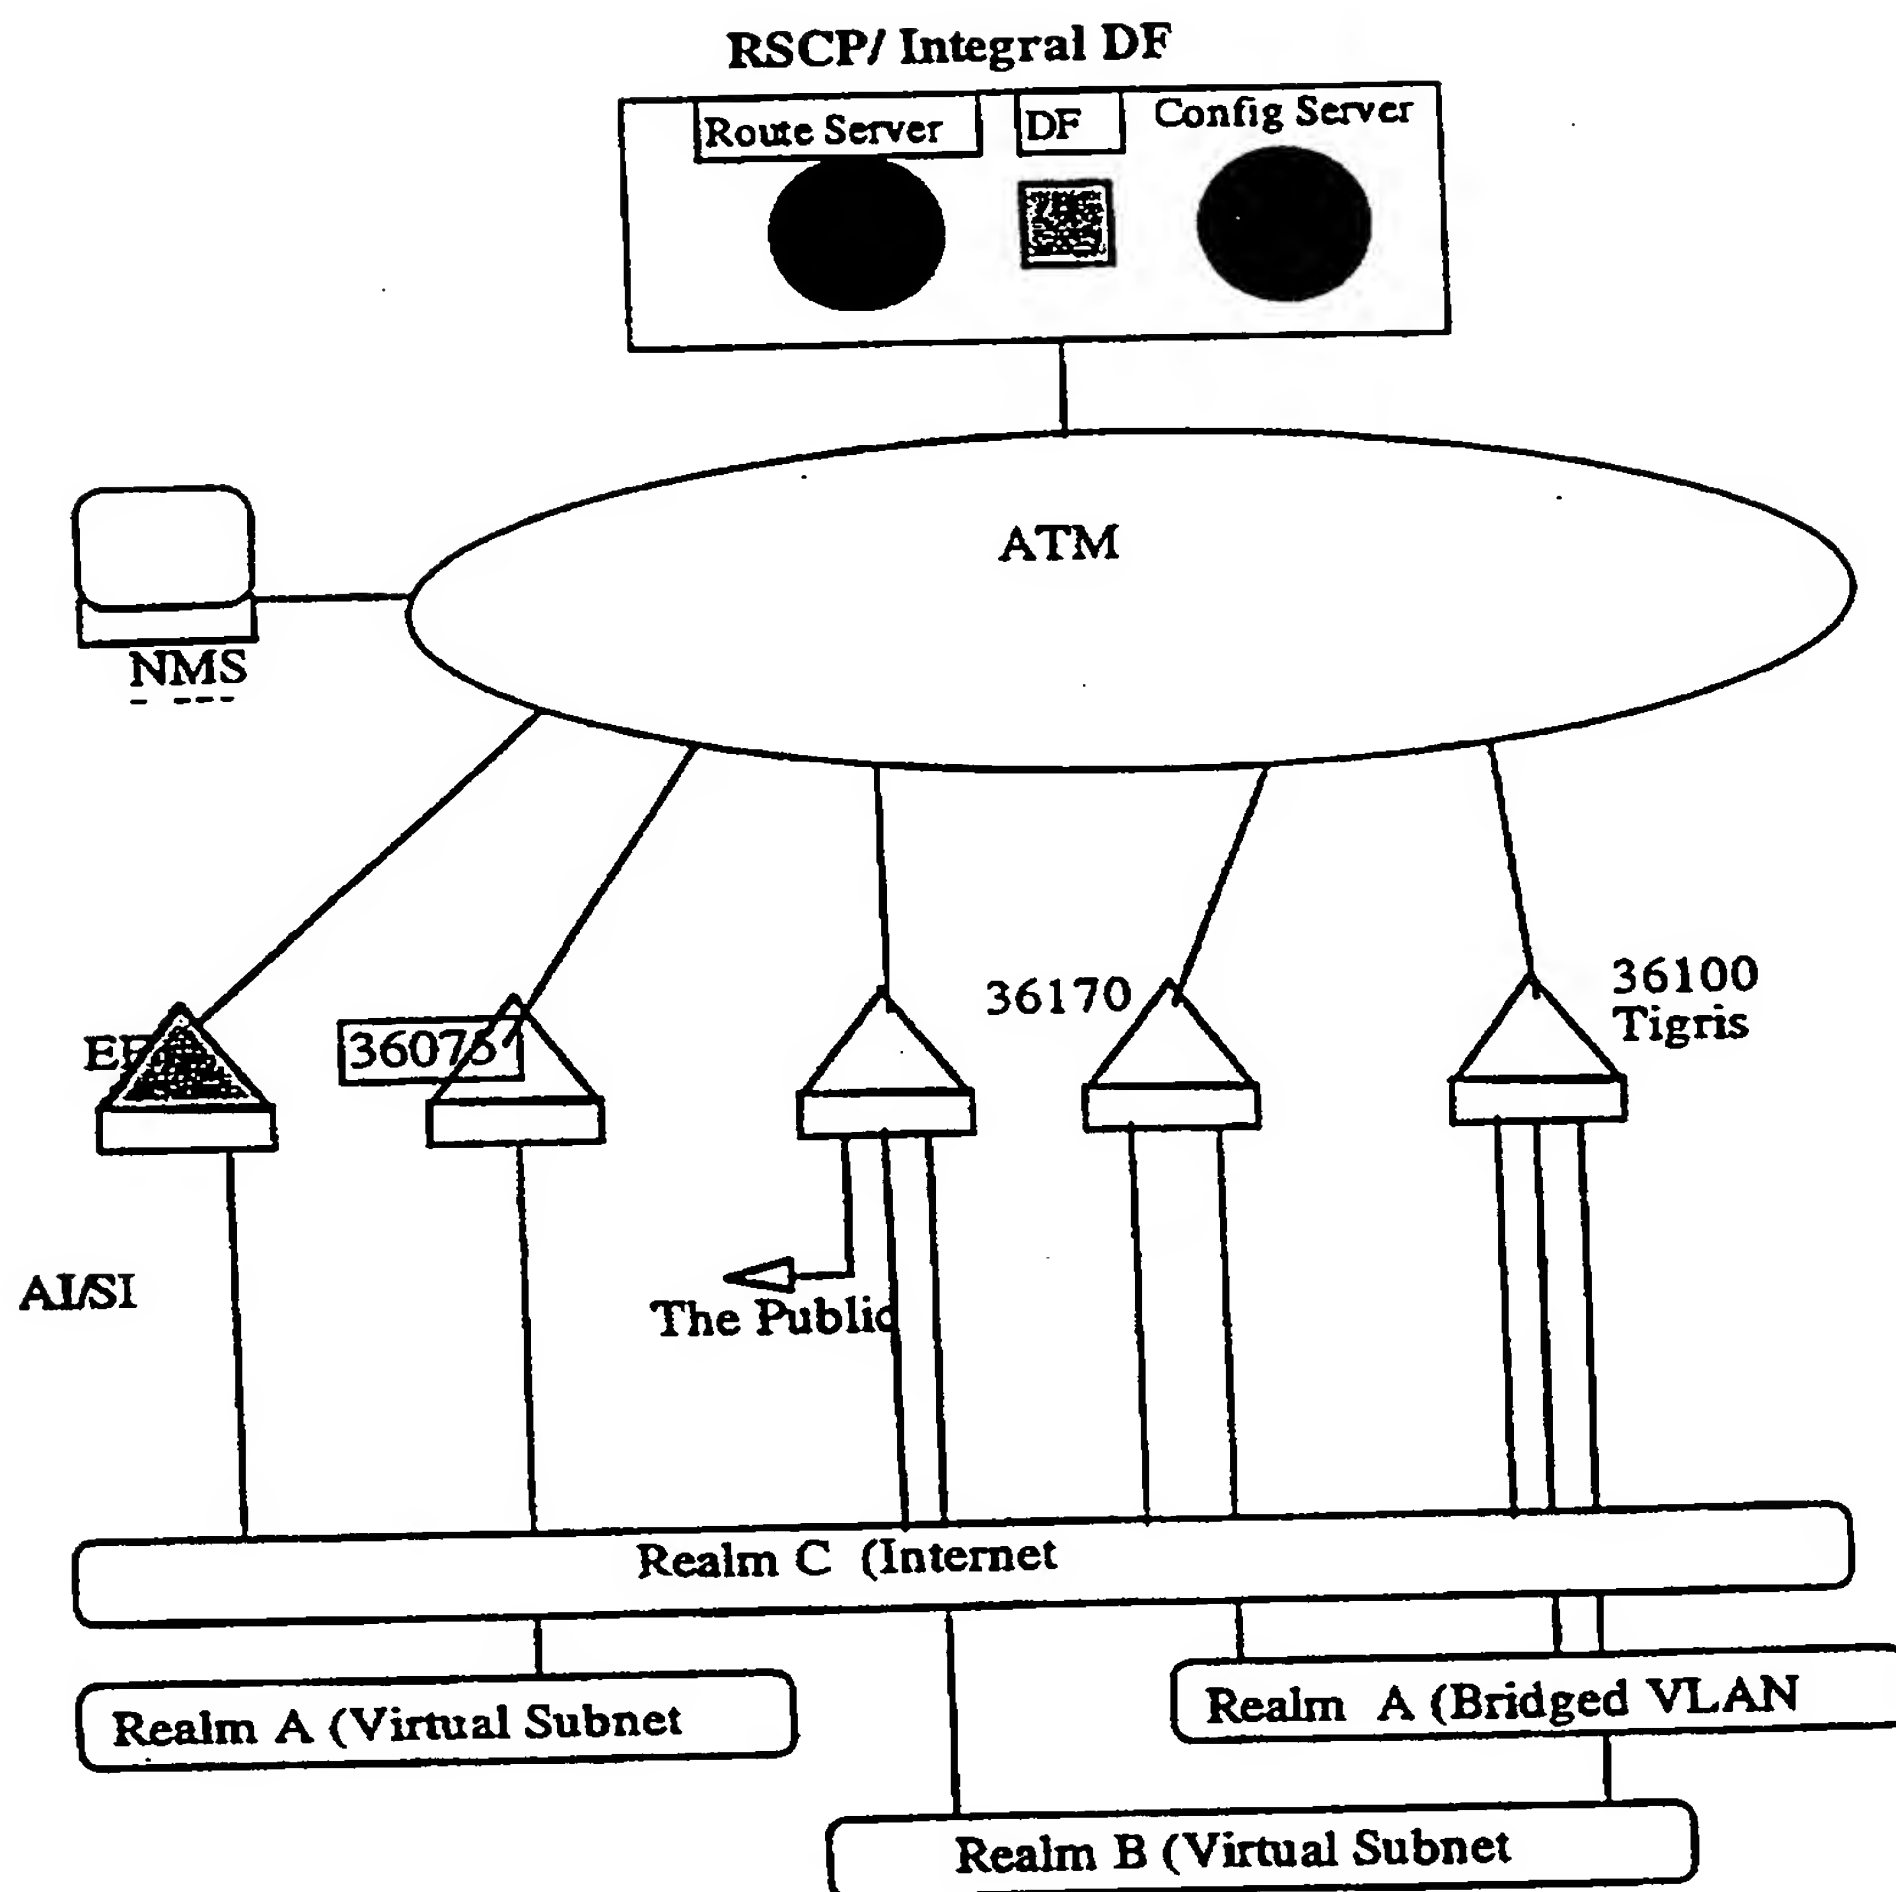 RSCP/ Integral DF
Route Server
DF
Config Server
ATM
NMS
36170
36100
Tigris
36075
AI/SI
The Public
Realm C (Internet
Realm A (Virtual Subnet
Realm A (Bridged VLAN
Realm B (Virtual Subnet